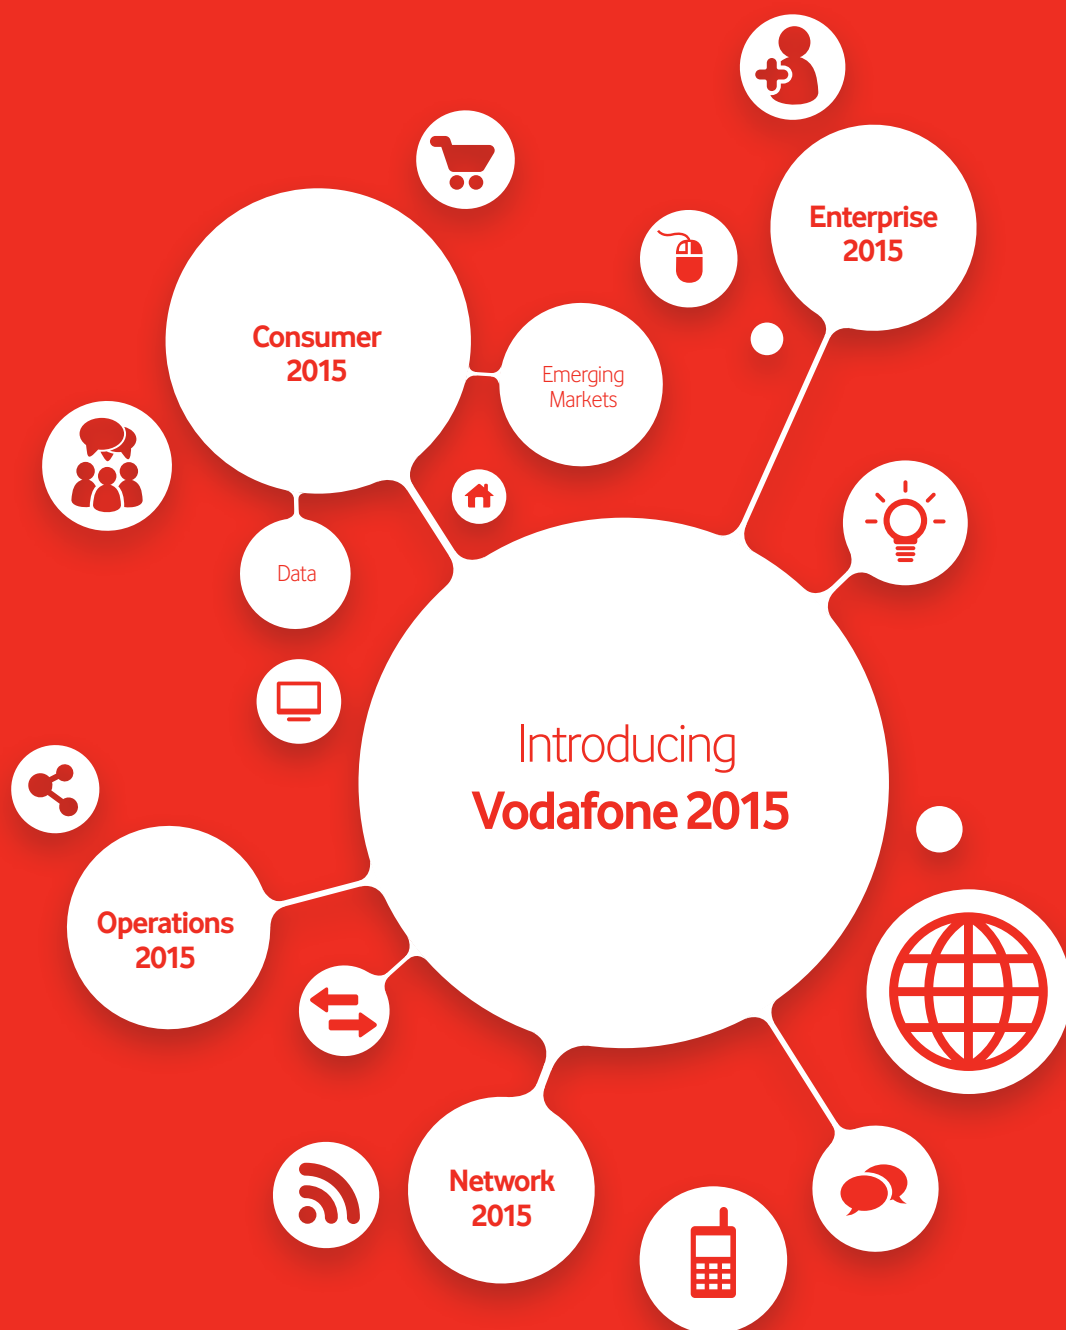 Enterprise
2015
Consumer
2015
Emerging
Markets
Data
Introducing
Vodafone 2015
Operations
2015
Network
2015